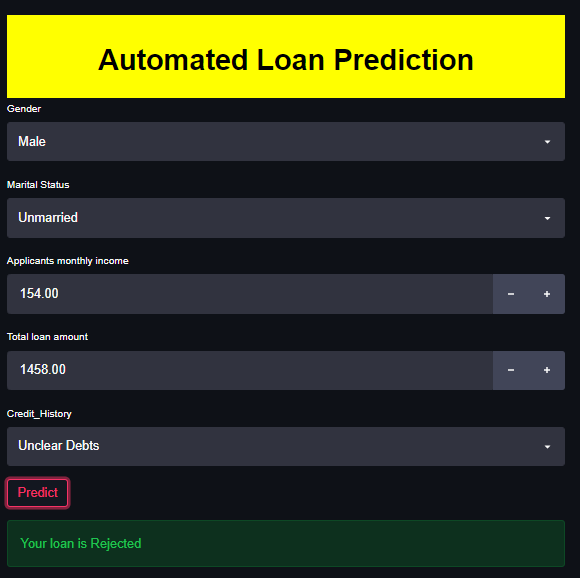 Automated Loan Prediction
Gender
Male
Marital Status
Unmarried
Applicants monthly income
154.00
Total loan amount
1458.00
Credit_History
Unclear Debts
Predict
Your loan is Rejected